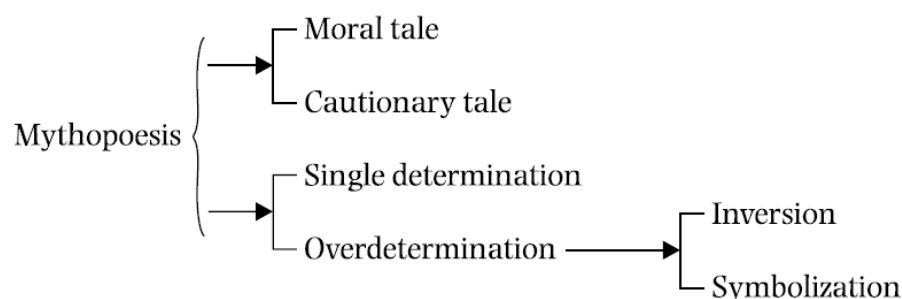 Moral tale
Cautionary tale
Mythopoesis
Single determination
Overdetermination
Inversion
Symbolization